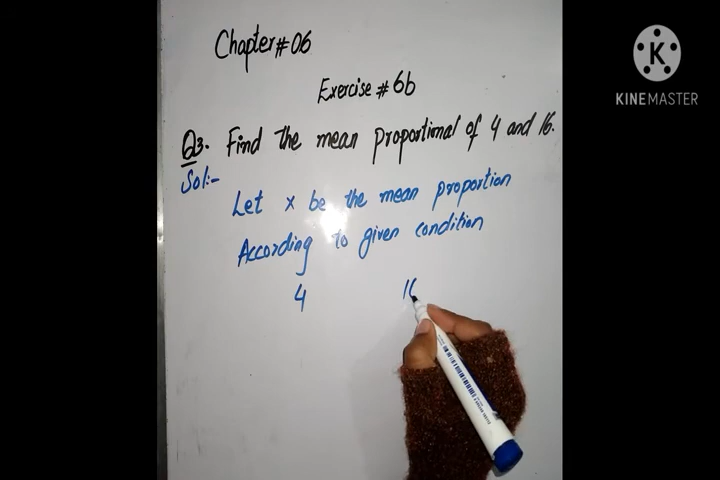 Chapter#06
Exercise#6b
Q3. Find the mean proportional of 4 and 16.
Sol:-
Let x be the mean proportion
According to given condition
4 16
K
KINEMASTER